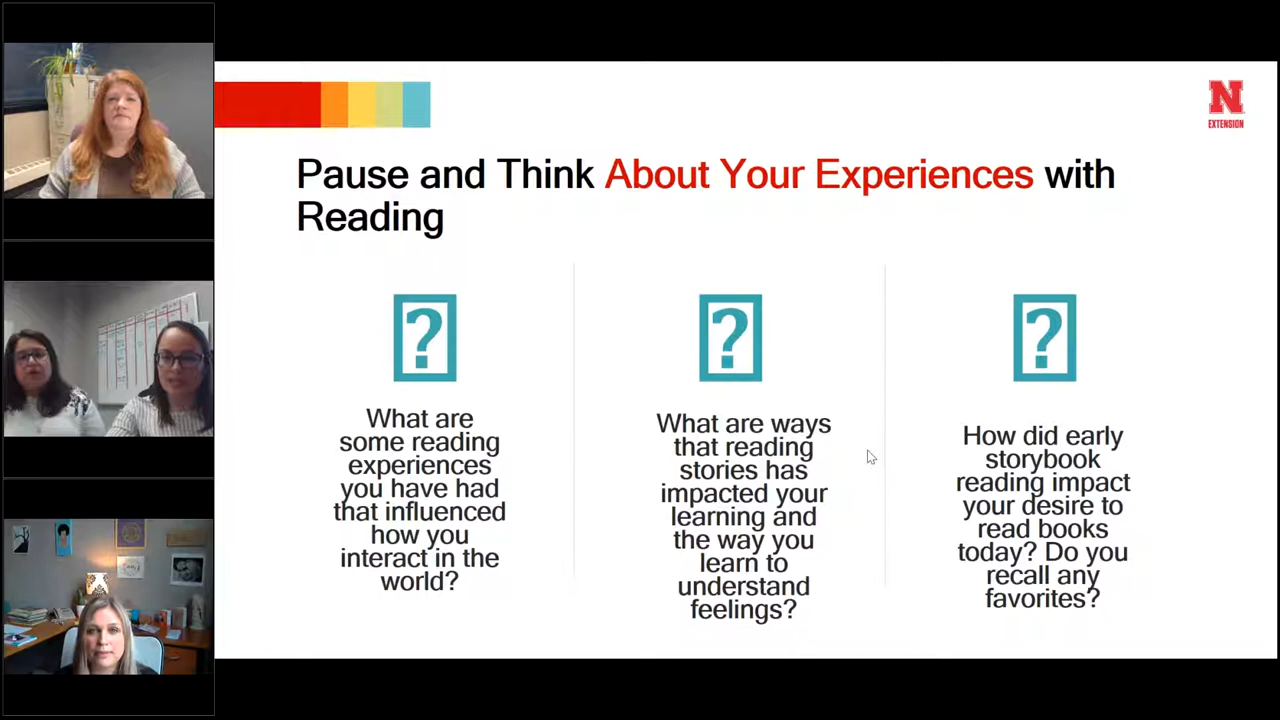 N
EXTENSION
Pause and Think About Your Experiences with
Reading
?
What are
some reading
experiences
you have had
that influenced
how you
interact in the
world?
?
What are ways
that reading
stories has
impacted your
learning and
the way you
learn to
understand
feelings?
?
How did early
storybook
reading impact
your desire to
read books
today? Do you
recall any
favorites?